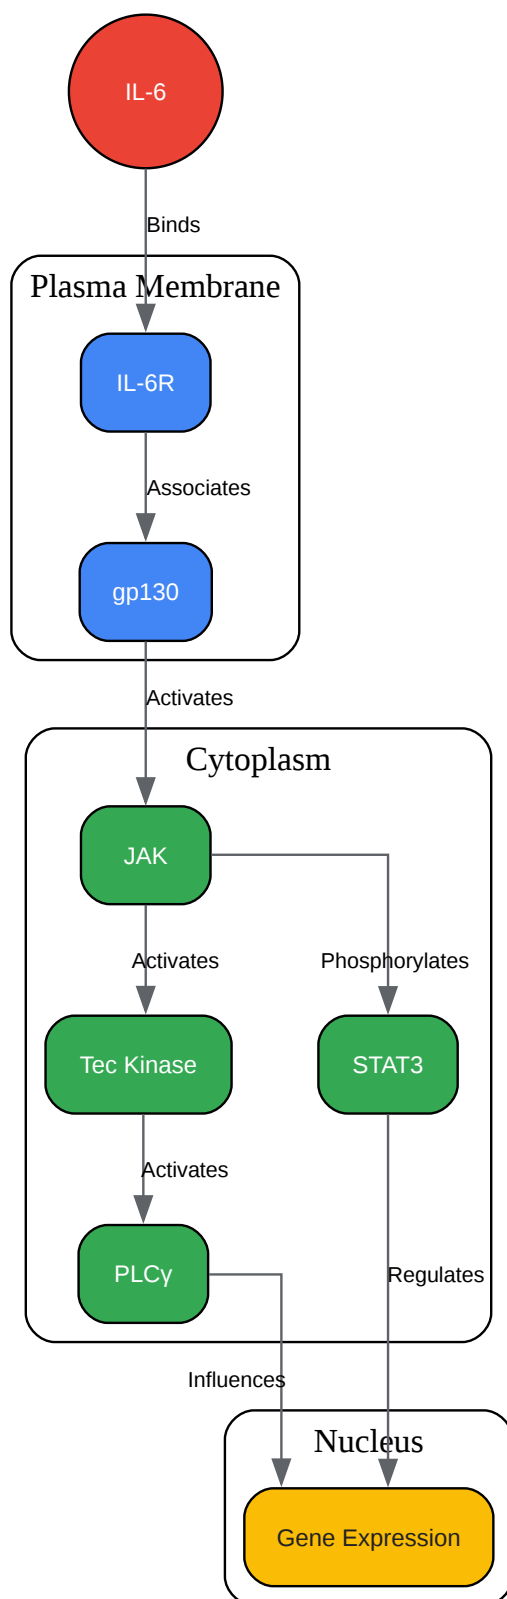 IL-6
Binds
Plasma Membrane
IL-6R
Associates
gp130
Activates
Cytoplasm
JAK
Activates
Phosphorylates
Tec Kinase
STAT3
Activates
PLCγ
Regulates
Influences
Nucleus
Gene Expression